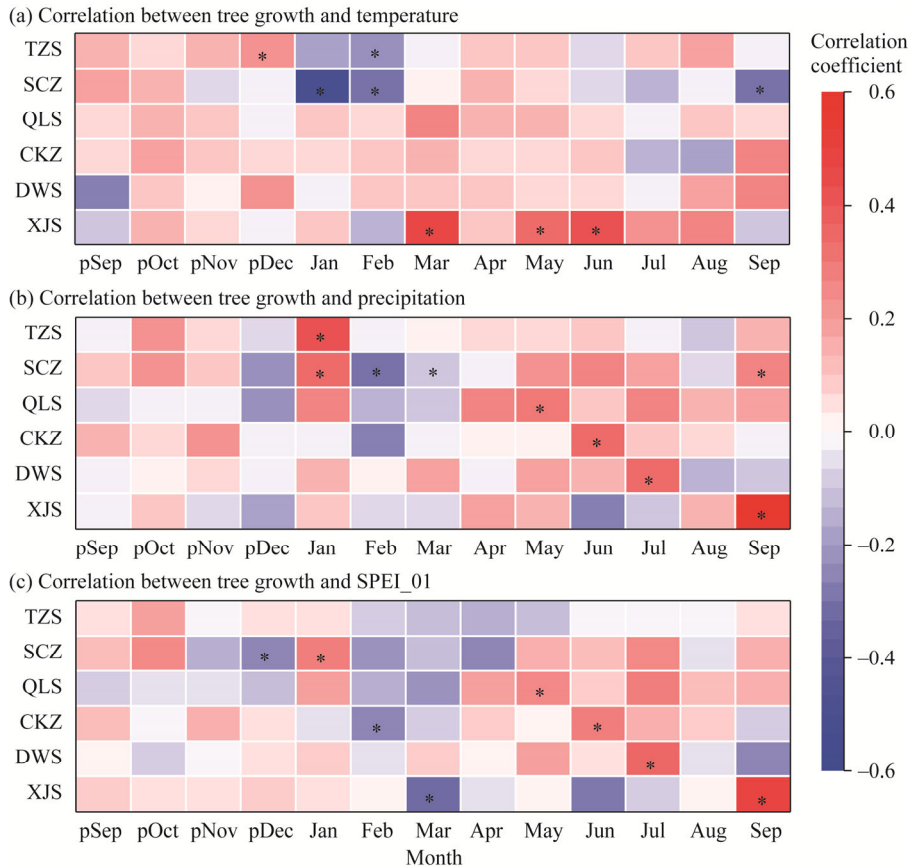 (a) Correlation between tree growth and temperature
TZS * *
SCZ * * *
QLS
CKZ
DWS
XJS * * *
pSep pOct pNov pDec Jan Feb Mar Apr May Jun Jul Aug Sep
(b) Correlation between tree growth and precipitation
TZS *
SCZ * * * *
QLS *
CKZ *
DWS *
XJS *
pSep pOct pNov pDec Jan Feb Mar Apr May Jun Jul Aug Sep
(c) Correlation between tree growth and SPEI_01
TZS
SCZ * *
QLS *
CKZ * *
DWS *
XJS * *
pSep pOct pNov pDec Jan Feb Mar Apr May Jun Jul Aug Sep
Month
Correlation
coefficient
0.6
0.4
0.2
0.0
–0.2
–0.4
–0.6